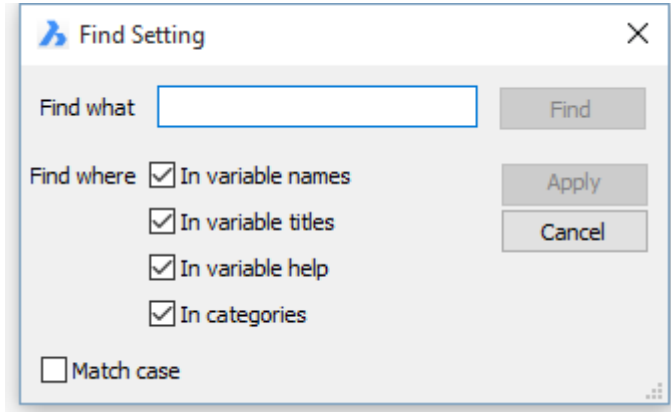 Find Setting
Find what
Find
Find where
In variable names
Apply
In variable titles
Cancel
In variable help
In categories
Match case